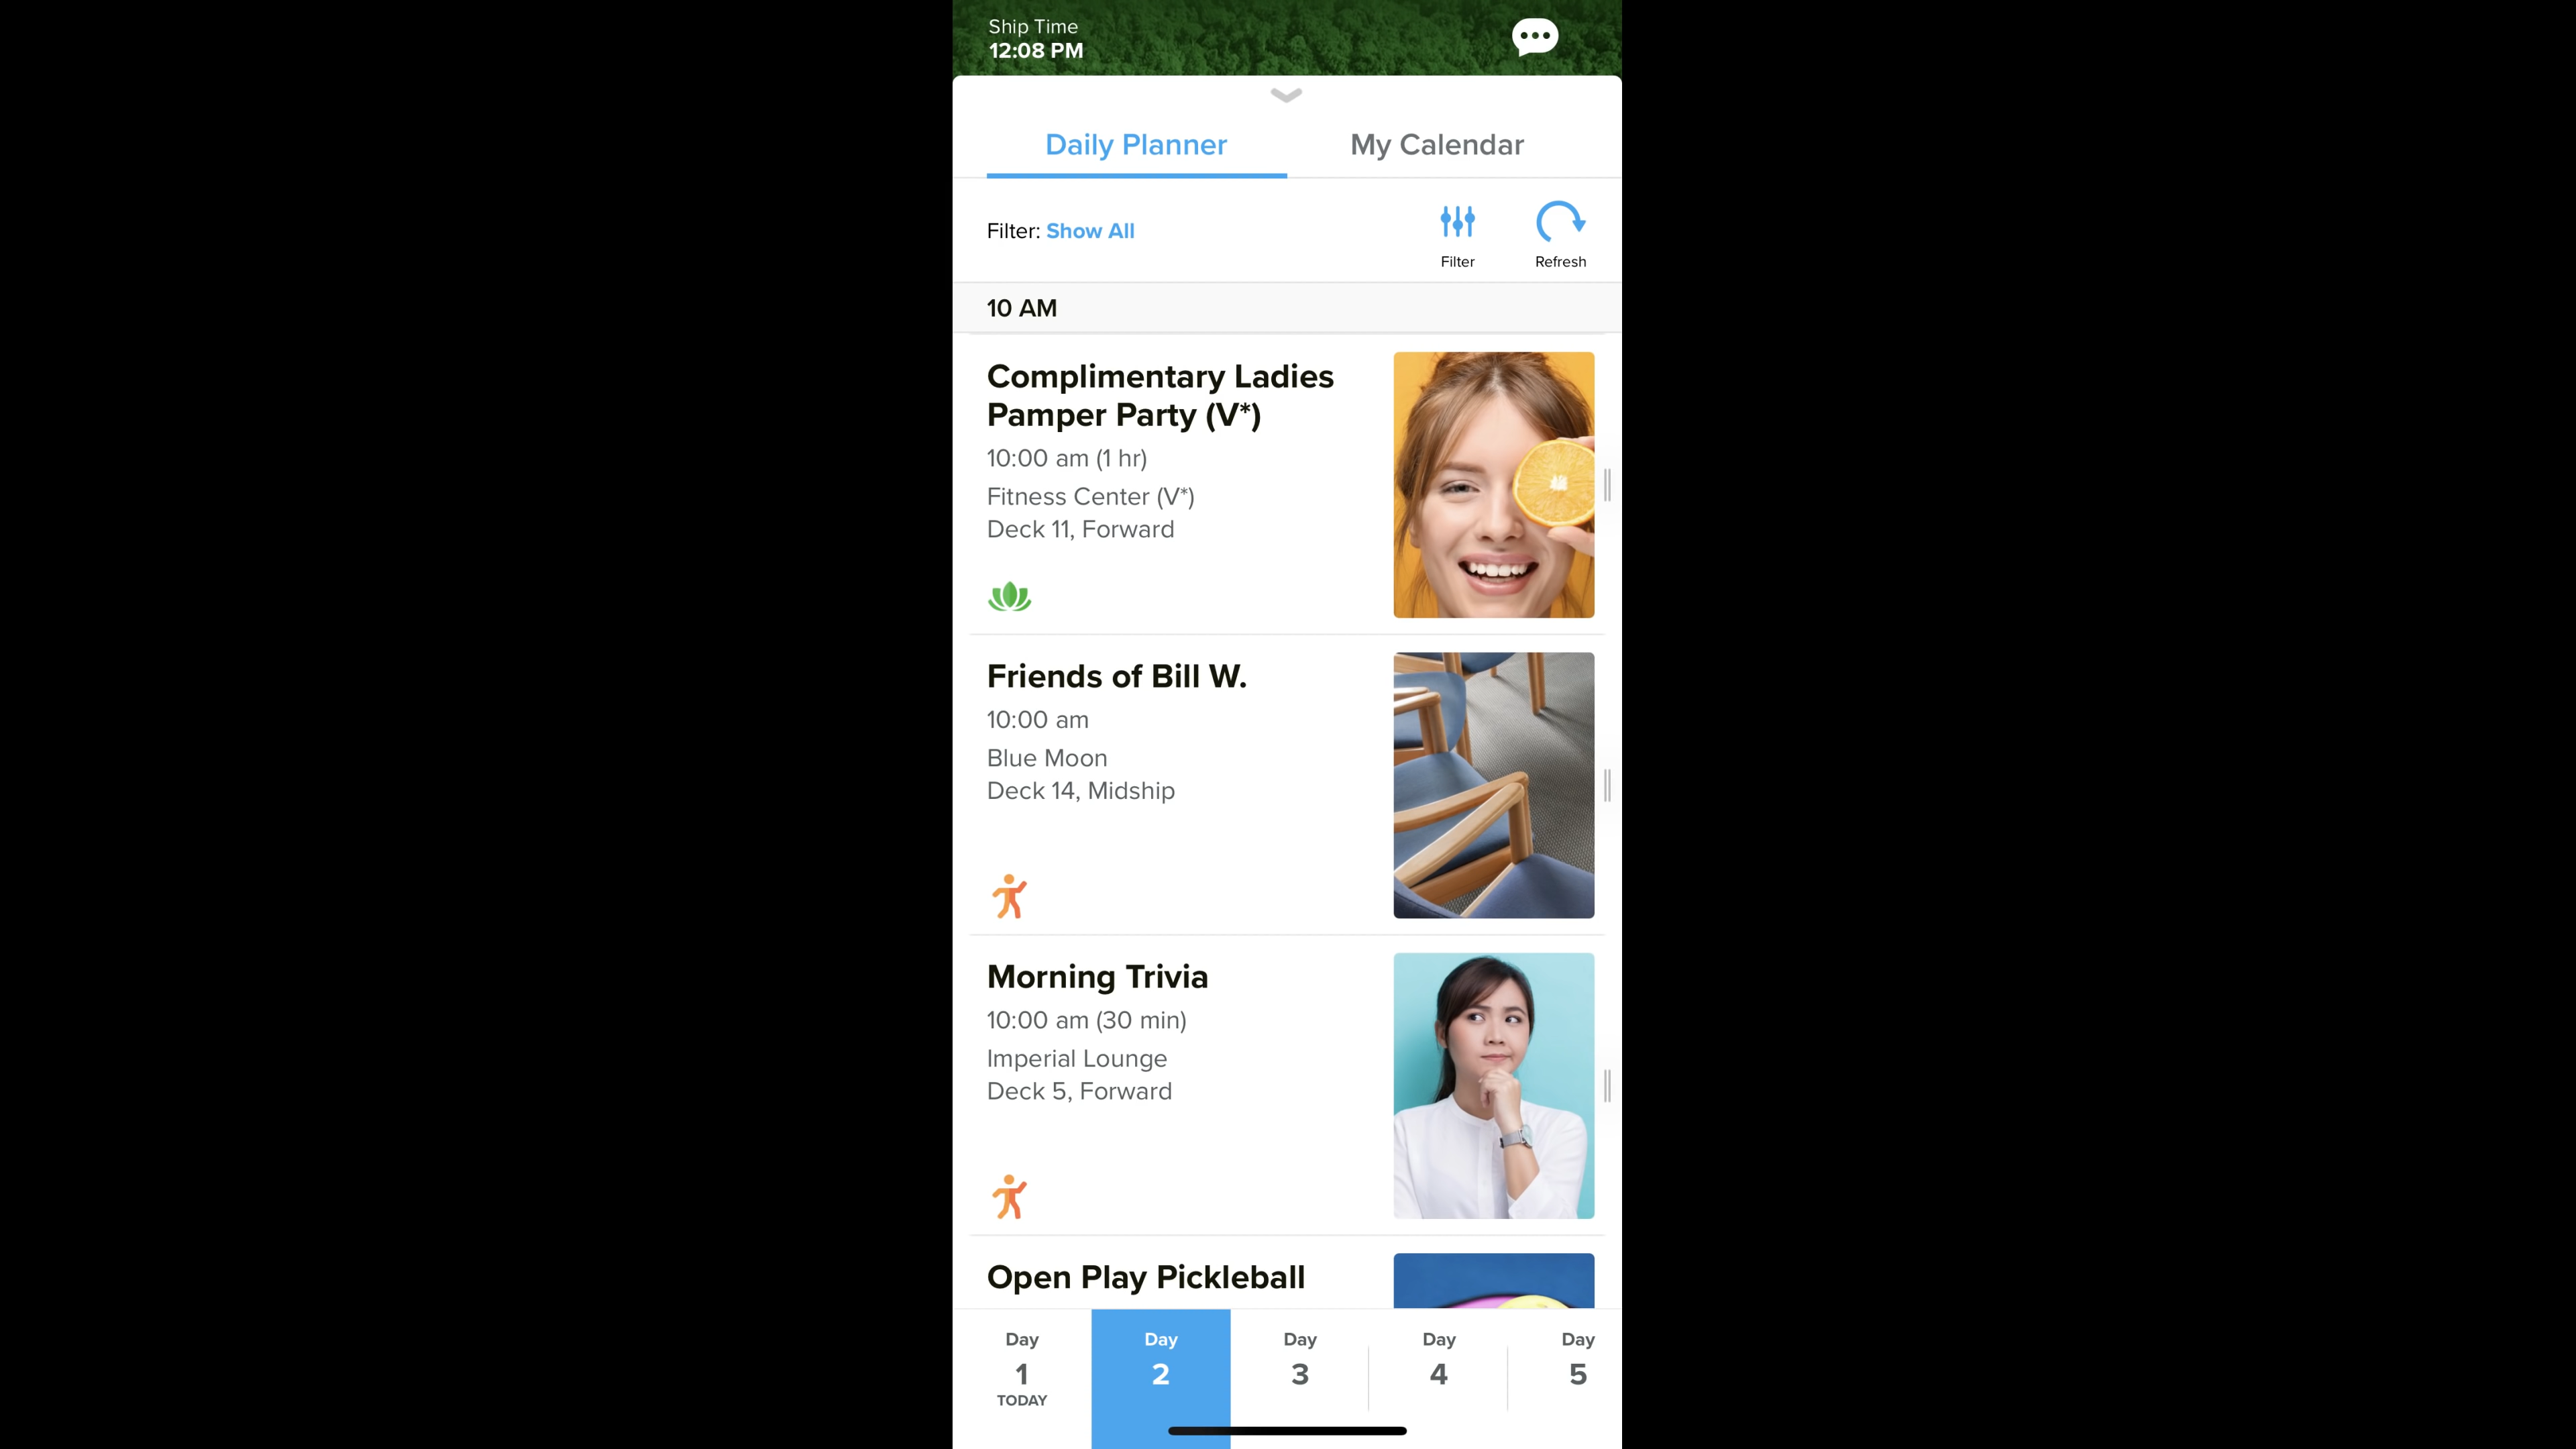 Ship Time
12:08 PM
Daily Planner
My Calendar
Filter: Show All
Filter
Refresh
10 AM
Complimentary Ladies
Pamper Party (V*)
10:00 am (1 hr)
Fitness Center (V*)
Deck 11, Forward
Friends of Bill W.
10:00 am
Blue Moon
Deck 14, Midship
Morning Trivia
10:00 am (30 min)
Imperial Lounge
Deck 5, Forward
Open Play Pickleball
Day
1
TODAY
Day
2
Day
3
Day
4
Day
5